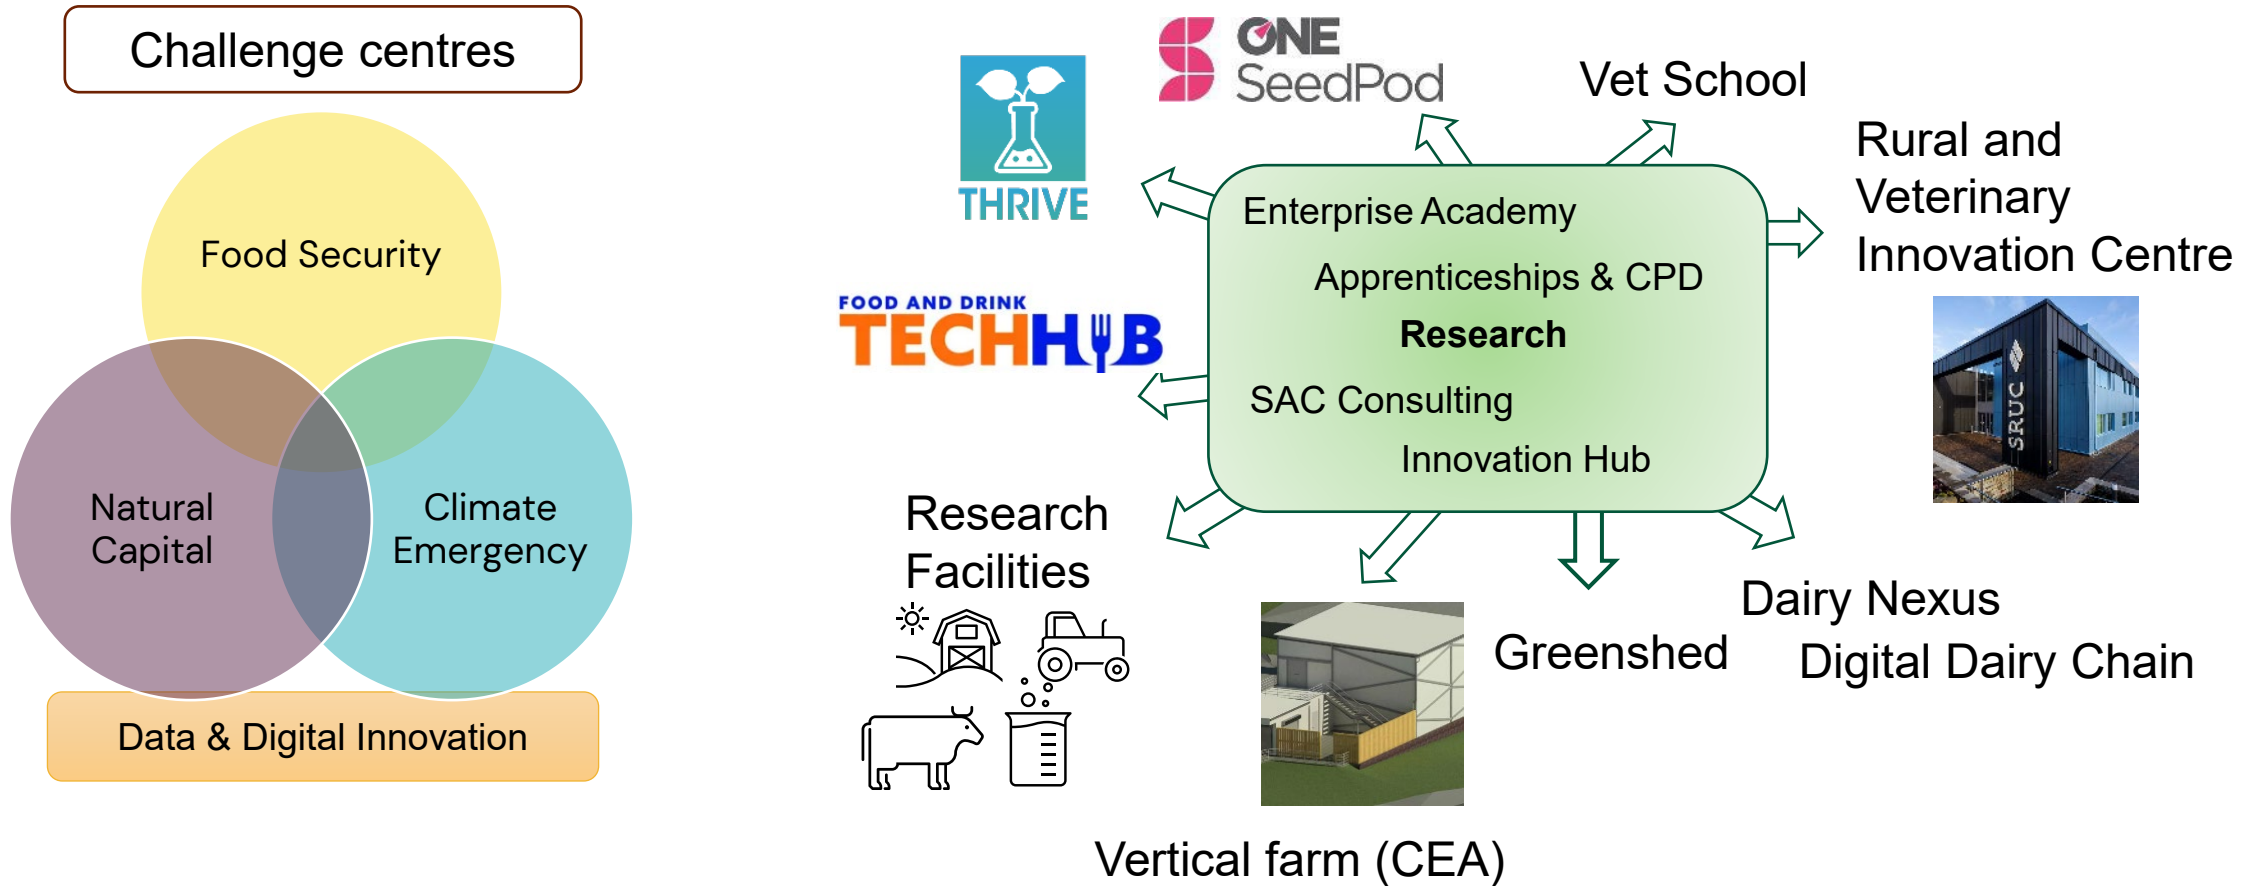 Challenge centres
Food Security
Natural
Capital
Climate
Emergency
Data & Digital Innovation
THRIVE
ONE
SeedPod
Vet School
Rural and
Veterinary
Innovation Centre
SRUC
FOOD AND DRINK
TECHHUB
Enterprise Academy
Apprenticeships & CPD
Research
SAC Consulting
Innovation Hub
Research
Facilities
Vertical farm (CEA)
Greenshed
Dairy Nexus
Digital Dairy Chain